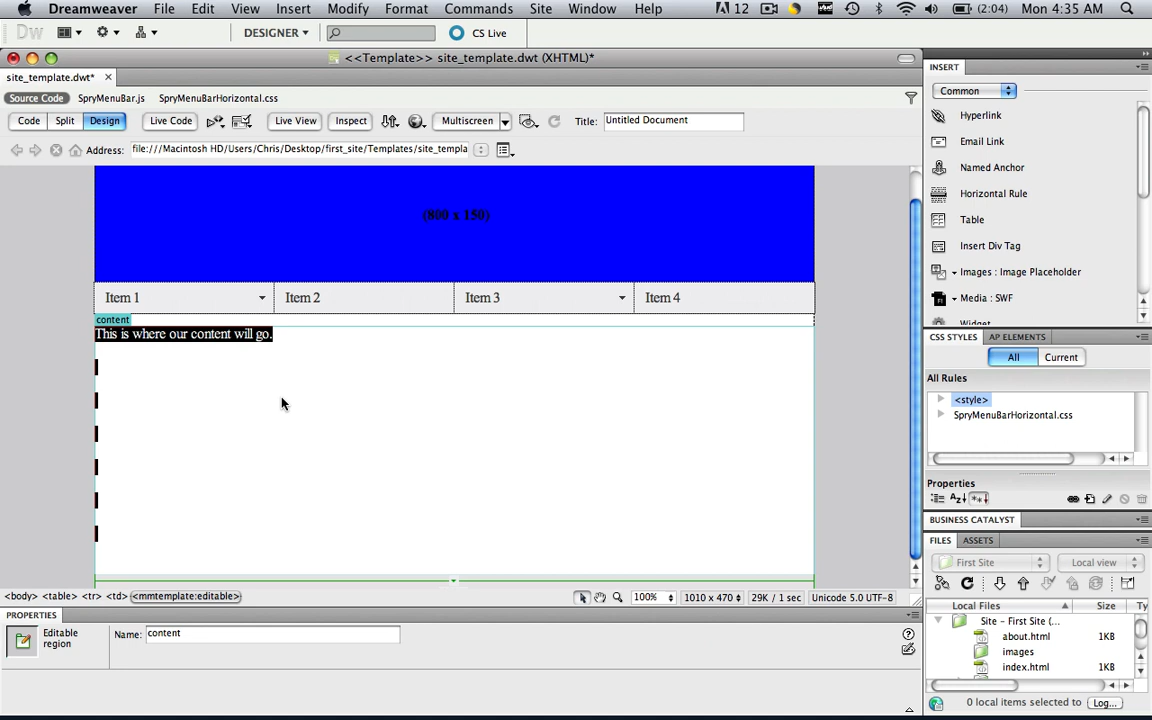 Dreamweaver File Edit View Insert Modify Format Commands Site Window Help 12 (2:04) Mon 4:35 AM
Dw DESIGNER CS Live
<<Template>> site_template.dwt (XHTML)*
site_template.dwt*
Source Code SpryMenuBar.js SpryMenuBarHorizontal.css
Code Split Design Live Code Live View Inspect Multiscreen Title: Untitled Document
Address: file:///Macintosh HD/Users/Chris/Desktop/first_site/Templates/site_templa
(800 x 150)
Item 1 Item 2 Item 3 Item 4
content
This is where our content will go.
<body> <table> <tr> <td> <mmtemplate:editable> 100% 1010 x 470 29K / 1 sec Unicode 5.0 UTF-8
PROPERTIES
Editable region
Name: content
INSERT
Common
Hyperlink
Email Link
Named Anchor
Horizontal Rule
Table
Insert Div Tag
Images : Image Placeholder
Media : SWF
Widget
CSS STYLES AP ELEMENTS
All Current
All Rules
<style>
SpryMenuBarHorizontal.css
Properties
BUSINESS CATALYST
FILES ASSETS
First Site Local view
Local Files Size Ty
Site - First Site (...
about.html 1KB
images
index.html 1KB
0 local items selected to Log...